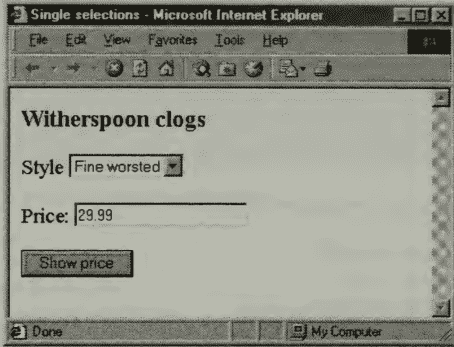 Single selections - Microsoft Internet Explorer
File Edit View Favorites Tools Help
Witherspoon clogs
Style Fine worsted
Price: 29.99
Show price
Done My Computer